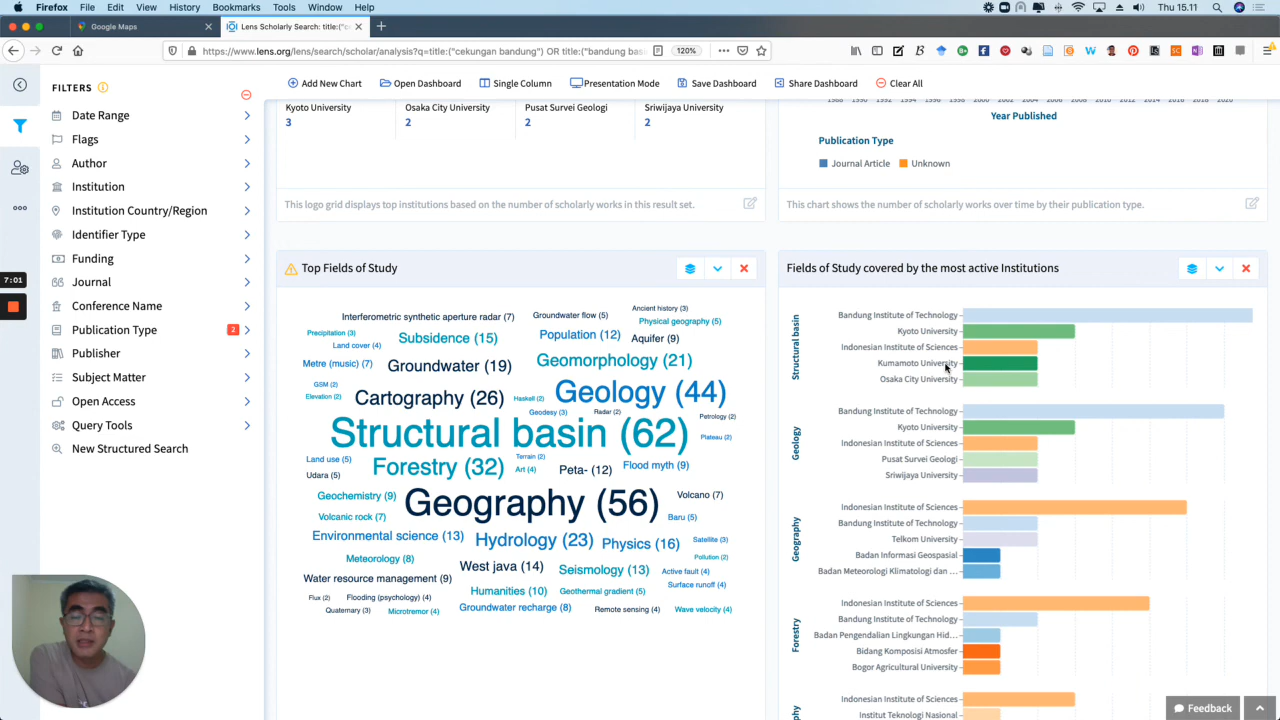 Firefox File Edit View History Bookmarks Tools Window Help
15.11
Google Maps
Lens Scholarly Search: title:("c
https://www.lens.org/lens/search/scholar/analysis?q=title:("cekungan bandung") OR title:("bandung bas
120%
FILTERS
Date Range
Flags
Author
Institution
Institution Country/Region
Identifier Type
Funding
Journal
Conference Name
Publication Type 2
Publisher
Subject Matter
Open Access
Query Tools
New Structured Search
7:01
Add New Chart Open Dashboard Single Column Presentation Mode Save Dashboard Share Dashboard Clear All
Kyoto University Osaka City University Pusat Survei Geologi Sriwijaya University
3 2 2 2
This logo grid displays top institutions based on the number of scholarly works in this result set.
1988 1990 1992 1994 1996 1998 2000 2002 2004 2006 2008 2010 2012 2014 2016 2018 2020
Year Published
Publication Type
Journal Article Unknown
This chart shows the number of scholarly works over time by their publication type.
Top Fields of Study
Ancient history (3)
Interferometric synthetic aperture radar (7) Groundwater flow (5) Physical geography (5)
Precipitation (3) Subsidence (15) Population (12) Aquifer (9)
Land cover (4)
Metre (music) (7) Groundwater (19) Geomorphology (21)
GSM (2)
Elevation (2) Cartography (26) Haskell (2) Geology (44)
Geodesy (3) Radar (2) Petrology (2)
Structural basin (62) Plateau (2)
Land use (5) Terrain (2)
Udara (5) Forestry (32) Art (4) Peta- (12) Flood myth (9)
Geochemistry (9) Geography (56) Volcano (7)
Volcanic rock (7) Baru (5)
Environmental science (13) Hydrology (23) Physics (16) Satellite (3)
Meteorology (8) Pollution (2)
West java (14) Seismology (13) Active fault (4)
Water resource management (9) Surface runoff (4)
Humanities (10) Geothermal gradient (5)
Flux (2) Flooding (psychology) (4)
Quaternary (3) Microtremor (4) Groundwater recharge (8) Remote sensing (4) Wave velocity (4)
Fields of Study covered by the most active Institutions
Structural basin
Bandung Institute of Technology
Kyoto University
Indonesian Institute of Sciences
Kumamoto University
Osaka City University
Geology
Bandung Institute of Technology
Kyoto University
Indonesian Institute of Sciences
Pusat Survei Geologi
Sriwijaya University
Geography
Indonesian Institute of Sciences
Bandung Institute of Technology
Telkom University
Badan Informasi Geospasial
Badan Meteorologi Klimatologi dan ...
Forestry
Indonesian Institute of Sciences
Bandung Institute of Technology
Badan Pengendalian Lingkungan Hid...
Bidang Komposisi Atmosfer
Bogor Agricultural University
Indonesian Institute of Sciences
Institut Teknologi Nasional
Feedback